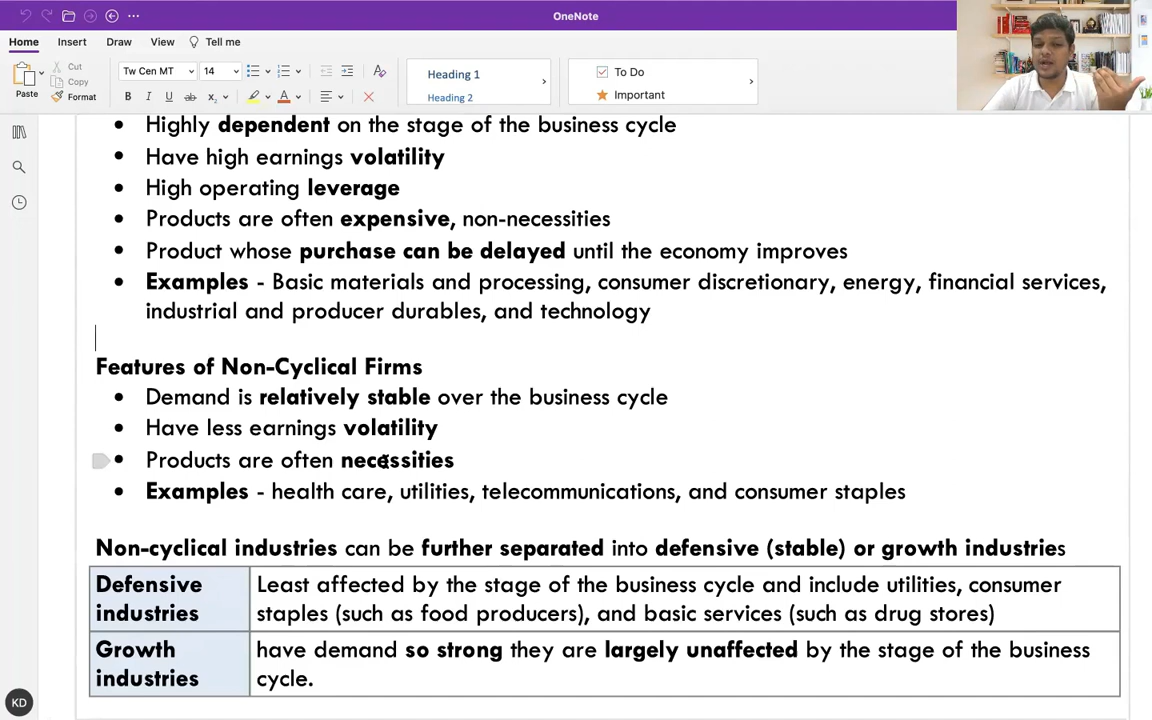 OneNote
Home Insert Draw View Tell me
Paste
Cut
Copy
Format
Tw Cen MT 14
B I U ab x₂ A
Heading 1
Heading 2
To Do
Important
• Highly dependent on the stage of the business cycle
• Have high earnings volatility
• High operating leverage
• Products are often expensive, non-necessities
• Product whose purchase can be delayed until the economy improves
• Examples - Basic materials and processing, consumer discretionary, energy, financial services,
industrial and producer durables, and technology
Features of Non-Cyclical Firms
• Demand is relatively stable over the business cycle
• Have less earnings volatility
• Products are often necessities
• Examples - health care, utilities, telecommunications, and consumer staples
Non-cyclical industries can be further separated into defensive (stable) or growth industries
Defensive industries
Least affected by the stage of the business cycle and include utilities, consumer
staples (such as food producers), and basic services (such as drug stores)
Growth industries
have demand so strong they are largely unaffected by the stage of the business
cycle.
KD